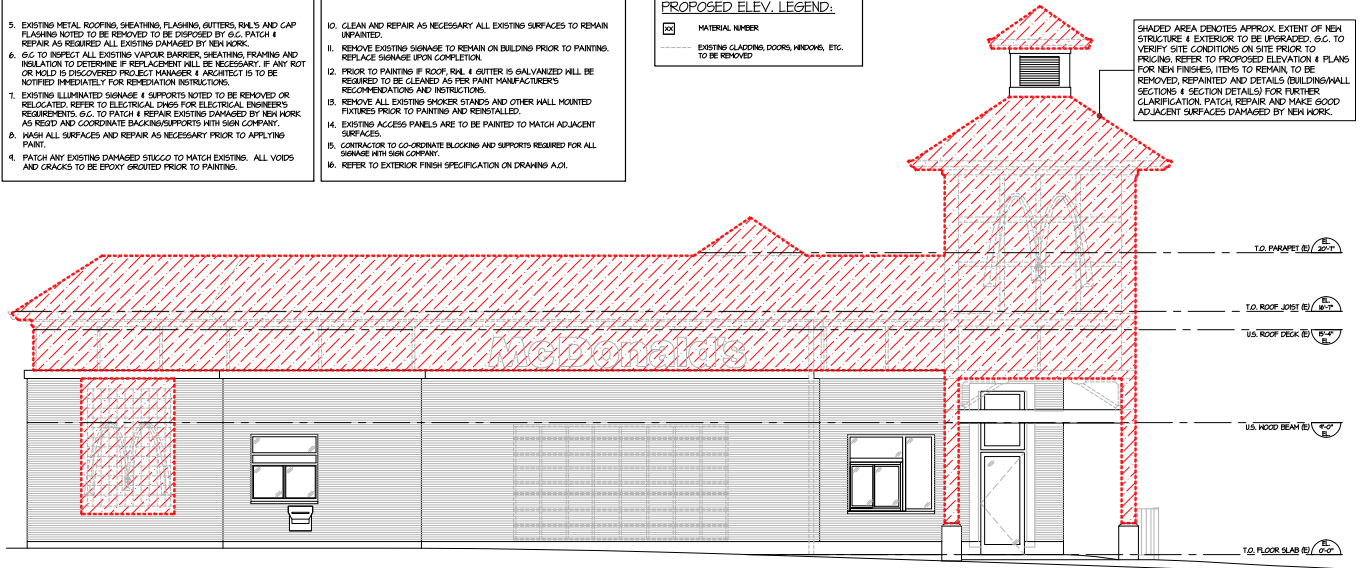 5. EXISTING METAL ROOFING, SHEATHING, FLASHING, GUTTERS, RWL'S AND CAP
FLASHING NOTED TO BE REMOVED TO BE DISPOSED BY G.C. PATCH &
REPAIR AS REQUIRED ALL EXISTING DAMAGED BY NEW WORK.
6. G.C TO INSPECT ALL EXISTING VAPOUR BARRIER, SHEATHING, FRAMING AND
INSULATION TO DETERMINE IF REPLACEMENT WILL BE NECESSARY. IF ANY ROT
OR MOLD IS DISCOVERED PROJECT MANAGER & ARCHITECT IS TO BE
NOTIFIED IMMEDIATELY FOR REMEDIATION INSTRUCTIONS.
7. EXISTING ILLUMINATED SIGNAGE & SUPPORTS NOTED TO BE REMOVED OR
RELOCATED. REFER TO ELECTRICAL DWGS FOR ELECTRICAL ENGINEER'S
REQUIREMENTS. G.C. TO PATCH & REPAIR EXISTING DAMAGED BY NEW WORK
AS REQ'D AND COORDINATE BACKING/SUPPORTS WITH SIGN COMPANY.
8. WASH ALL SURFACES AND REPAIR AS NECESSARY PRIOR TO APPLYING
PAINT.
9. PATCH ANY EXISTING DAMAGED STUCCO TO MATCH EXISTING. ALL VOIDS
AND CRACKS TO BE EPOXY GROUTED PRIOR TO PAINTING.
10. CLEAN AND REPAIR AS NECESSARY ALL EXISTING SURFACES TO REMAIN
UNPAINTED.
11. REMOVE EXISTING SIGNAGE TO REMAIN ON BUILDING PRIOR TO PAINTING.
REPLACE SIGNAGE UPON COMPLETION.
12. PRIOR TO PAINTING IF ROOF, RWL & GUTTER IS GALVANIZED WILL BE
REQUIRED TO BE CLEANED AS PER PAINT MANUFACTURER'S
RECOMMENDATIONS AND INSTRUCTIONS.
13. REMOVE ALL EXISTING SMOKER STANDS AND OTHER WALL MOUNTED
FIXTURES PRIOR TO PAINTING AND REINSTALLED.
14. EXISTING ACCESS PANELS ARE TO BE PAINTED TO MATCH ADJACENT
SURFACES.
15. CONTRACTOR TO CO-ORDINATE BLOCKING AND SUPPORTS REQUIRED FOR ALL
SIGNAGE WITH SIGN COMPANY.
16. REFER TO EXTERIOR FINISH SPECIFICATION ON DRAWING A.01.
PROPOSED ELEV. LEGEND:
XX MATERIAL NUMBER
EXISTING CLADDING, DOORS, WINDOWS, ETC.
TO BE REMOVED
SHADED AREA DENOTES APPROX. EXTENT OF NEW
STRUCTURE & EXTERIOR TO BE UPGRADED. G.C. TO
VERIFY SITE CONDITIONS ON SITE PRIOR TO
PRICING. REFER TO PROPOSED ELEVATION & PLANS
FOR NEW FINISHES, ITEMS TO REMAIN, TO BE
REMOVED, REPAINTED AND DETAILS (BUILDING/WALL
SECTIONS & SECTION DETAILS) FOR FURTHER
CLARIFICATION. PATCH, REPAIR AND MAKE GOOD
ADJACENT SURFACES DAMAGED BY NEW WORK.
T.O. PARAPET (E) EL. 20'-7"
T.O. ROOF JOIST (E) EL. 16'-7"
U.S. ROOF DECK (E) 15'-4" EL.
McDonald's
U.S. WOOD BEAM (E) 9'-0" EL.
T.O. FLOOR SLAB (E) EL. 0'-0"